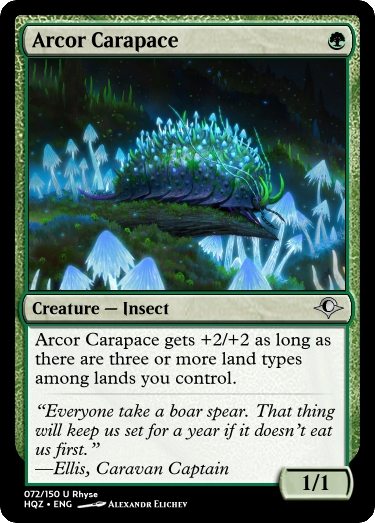 Arcor Carapace
Creature — Insect
Arcor Carapace gets +2/+2 as long as
there are three or more land types
among lands you control.
“Everyone take a boar spear. That thing
will keep us set for a year if it doesn’t eat
us first.”
—Ellis, Caravan Captain
1/1
072/150 U Rhyse
HQZ • ENG Alexandr Elichev